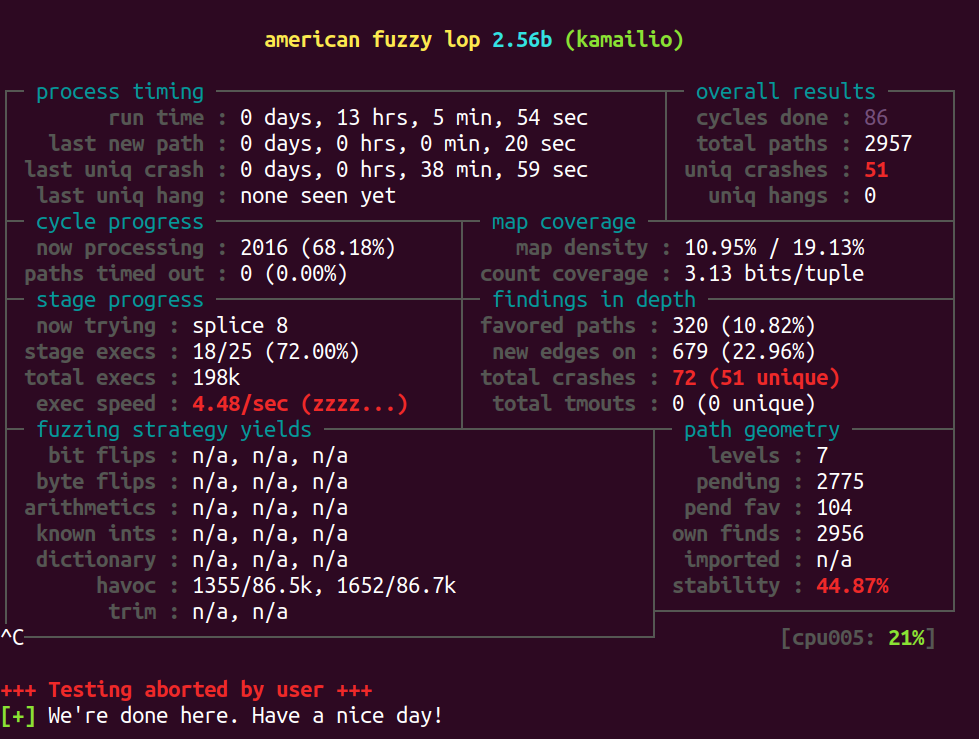 american fuzzy lop 2.56b (kamailio)
process timing overall results
run time : 0 days, 13 hrs, 5 min, 54 sec cycles done : 86
last new path : 0 days, 0 hrs, 0 min, 20 sec total paths : 2957
last uniq crash : 0 days, 0 hrs, 38 min, 59 sec uniq crashes : 51
last uniq hang : none seen yet uniq hangs : 0
cycle progress map coverage
now processing : 2016 (68.18%) map density : 10.95% / 19.13%
paths timed out : 0 (0.00%) count coverage : 3.13 bits/tuple
stage progress findings in depth
now trying : splice 8 favored paths : 320 (10.82%)
stage execs : 18/25 (72.00%) new edges on : 679 (22.96%)
total execs : 198k total crashes : 72 (51 unique)
exec speed : 4.48/sec (zzzz...) total tmouts : 0 (0 unique)
fuzzing strategy yields path geometry
bit flips : n/a, n/a, n/a levels : 7
byte flips : n/a, n/a, n/a pending : 2775
arithmetics : n/a, n/a, n/a pend fav : 104
known ints : n/a, n/a, n/a own finds : 2956
dictionary : n/a, n/a, n/a imported : n/a
havoc : 1355/86.5k, 1652/86.7k stability : 44.87%
trim : n/a, n/a
^C [cpu005: 21%]
+++ Testing aborted by user +++
[+] We're done here. Have a nice day!